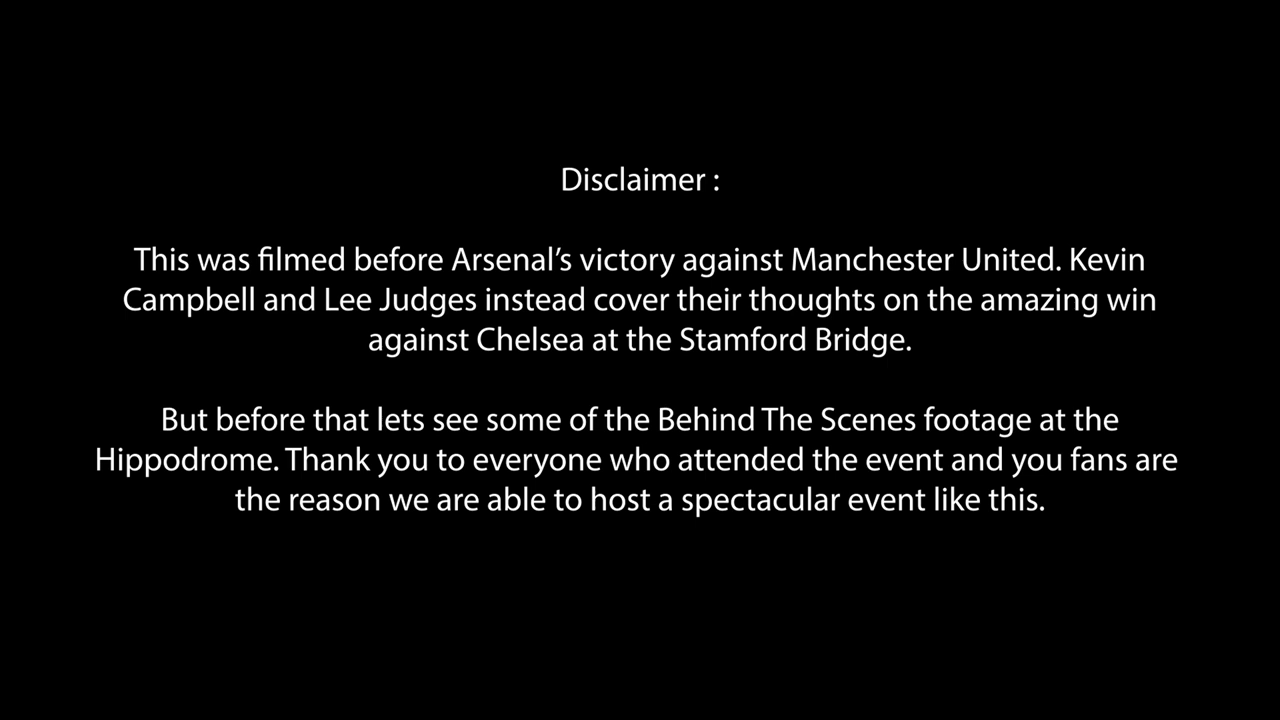 Disclaimer :
This was filmed before Arsenal’s victory against Manchester United. Kevin
Campbell and Lee Judges instead cover their thoughts on the amazing win
against Chelsea at the Stamford Bridge.
But before that lets see some of the Behind The Scenes footage at the
Hippodrome. Thank you to everyone who attended the event and you fans are
the reason we are able to host a spectacular event like this.